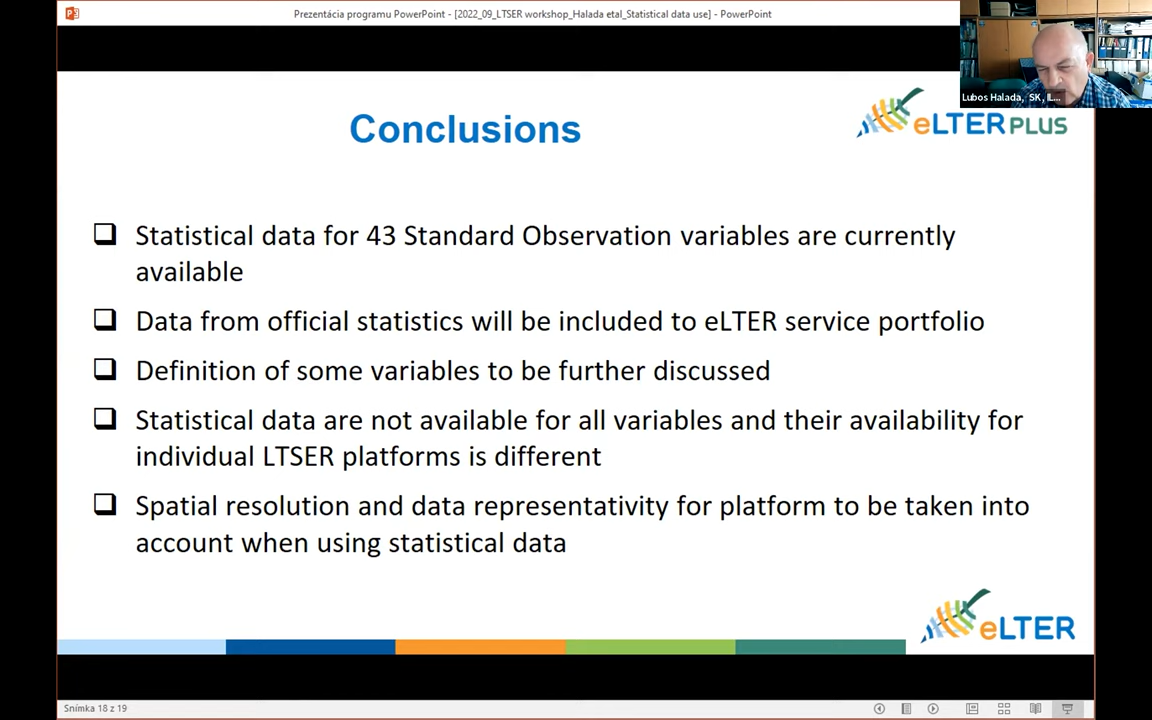 Prezentácia programu PowerPoint - [2022_09_LTSER workshop_Halada etal_Statistical data use] - PowerPoint
Lubos Halada, SK, IL...
Conclusions
eLTER PLUS
Statistical data for 43 Standard Observation variables are currently
available
Data from official statistics will be included to eLTER service portfolio
Definition of some variables to be further discussed
Statistical data are not available for all variables and their availability for
individual LTSER platforms is different
Spatial resolution and data representativity for platform to be taken into
account when using statistical data
eLTER
Snímka 18 z 19